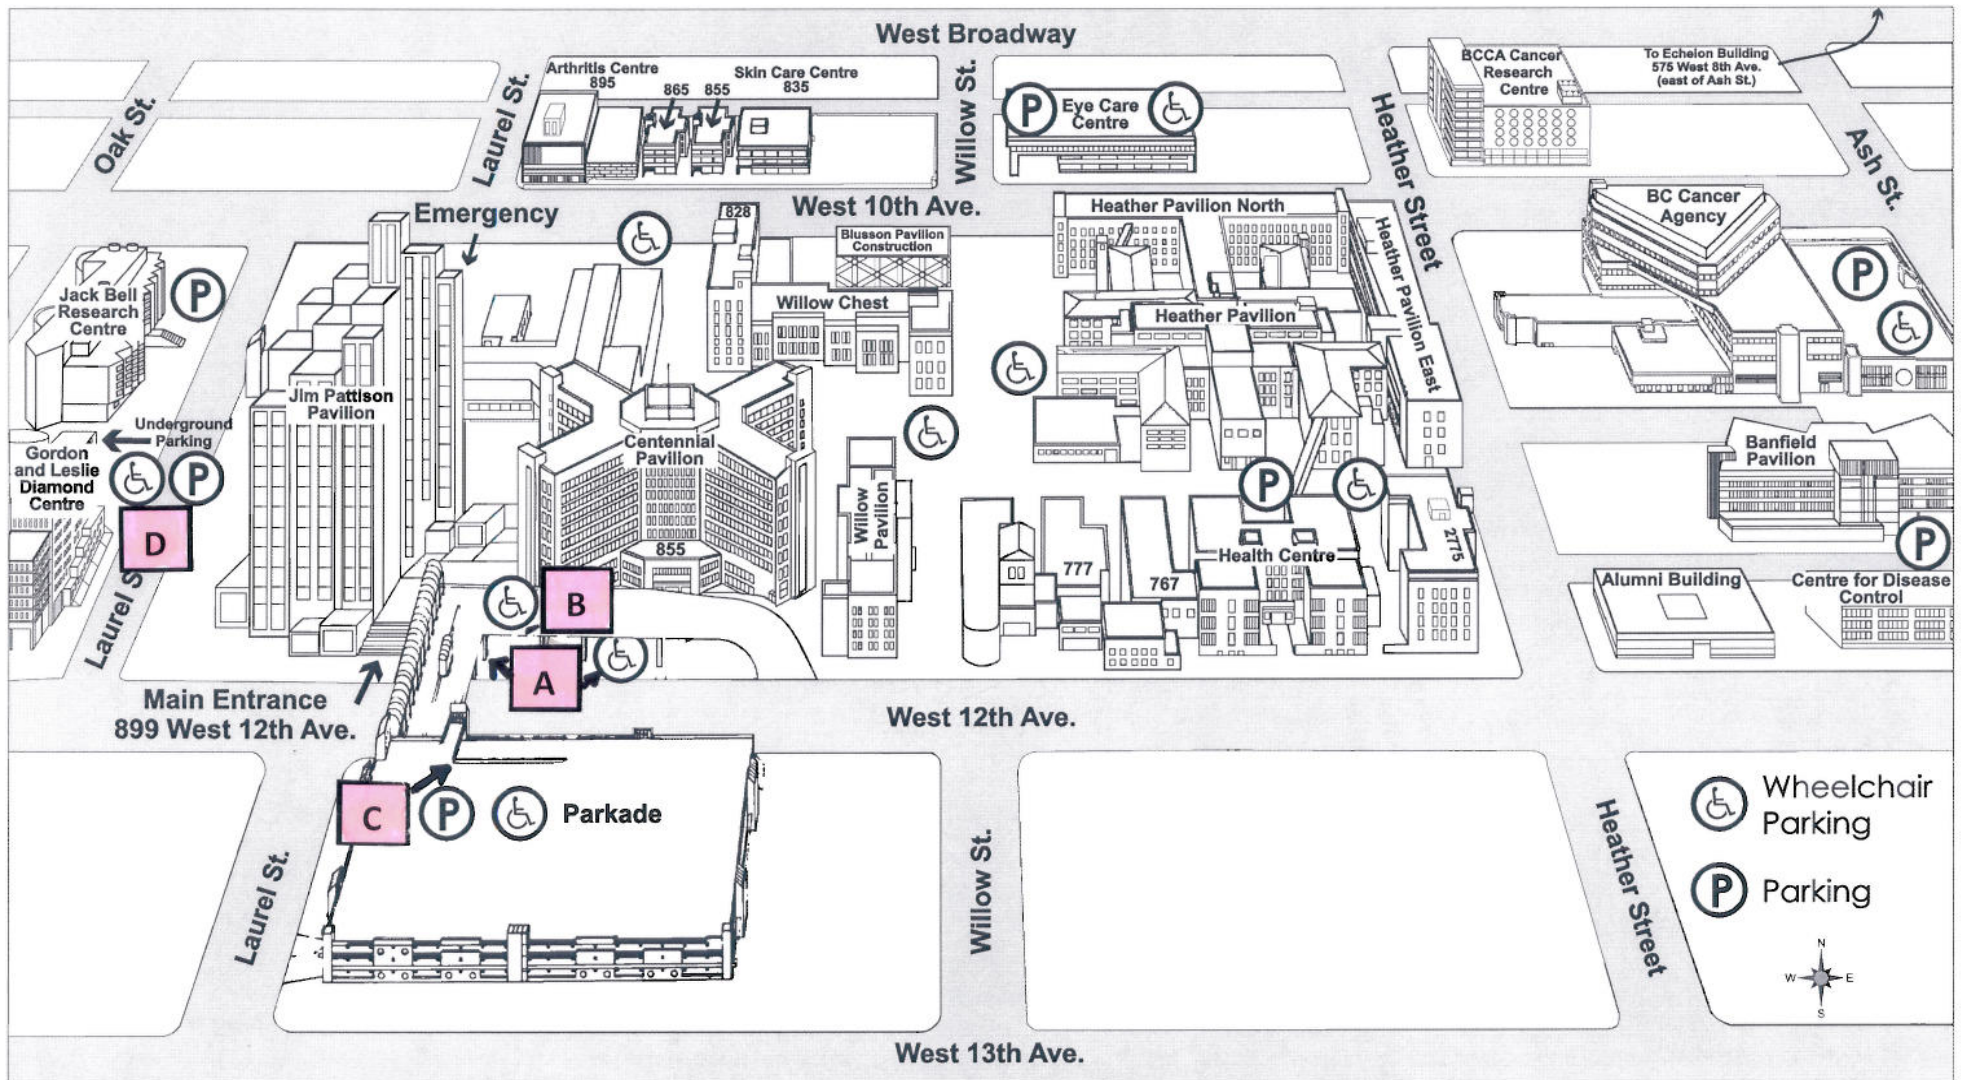 West Broadway
Oak St.
Laurel St.
Arthritis Centre
895
865
855
Skin Care Centre
835
Willow St.
P
Eye Care
Centre
Heather Street
BCCA Cancer
Research
Centre
To Echelon Building
575 West 8th Ave.
(east of Ash St.)
Ash St.
Emergency
West 10th Ave.
828
Blusson Pavilion
Construction
Willow Chest
Heather Pavilion North
Heather Pavilion
Heather Pavilion East
BC Cancer
Agency
P
Jack Bell
Research
Centre
P
Jim Pattison
Pavilion
Centennial
Pavilion
855
Underground
Parking
Gordon
and Leslie
Diamond
Centre
P
D
Laurel St.
Willow
Pavilion
777
767
Health Centre
P
2775
Banfield
Pavilion
P
Alumni Building
Centre for Disease
Control
B
A
Main Entrance
899 West 12th Ave.
West 12th Ave.
C
P
Parkade
Laurel St.
Willow St.
Heather Street
Wheelchair
Parking
P
Parking
N
W
E
S
West 13th Ave.